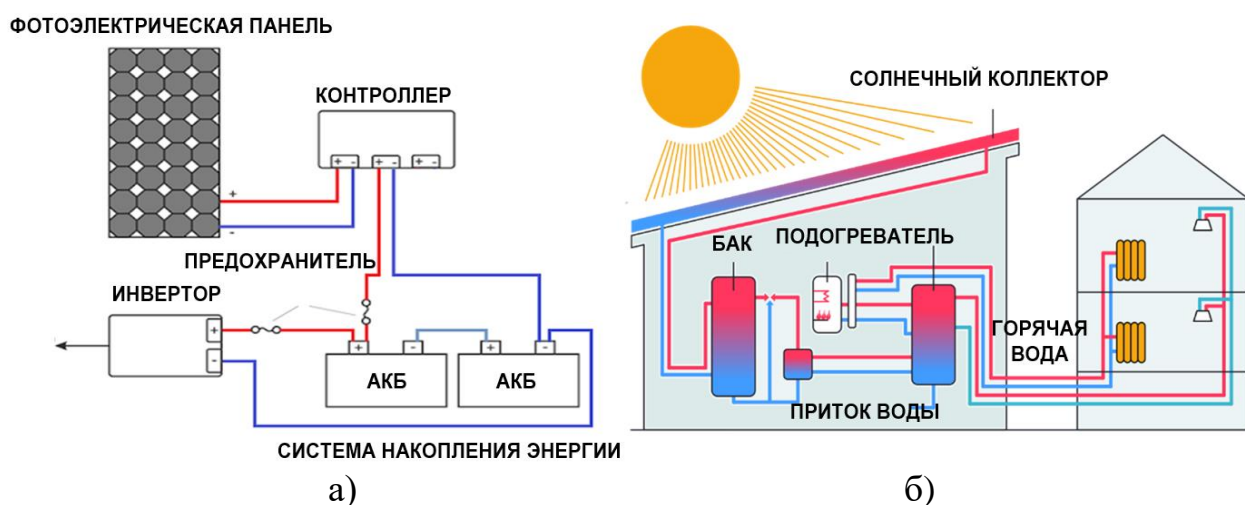 ФОТОЭЛЕКТРИЧЕСКАЯ ПАНЕЛЬ
КОНТРОЛЛЕР
+ - + - + -
+
-
ПРЕДОХРАНИТЕЛЬ
ИНВЕРТОР
+
-
+ - + -
АКБ АКБ
СИСТЕМА НАКОПЛЕНИЯ ЭНЕРГИИ
а)
СОЛНЕЧНЫЙ КОЛЛЕКТОР
БАК
ПОДОГРЕВАТЕЛЬ
ГОРЯЧАЯ
ВОДА
ПРИТОК ВОДЫ
б)